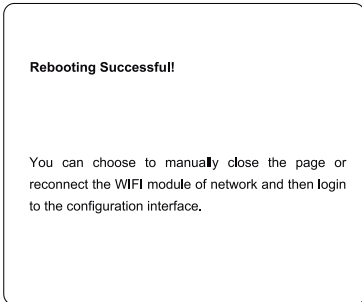 Rebooting Successful!
You can choose to manually close the page or
reconnect the WIFI module of network and then login
to the configuration interface.